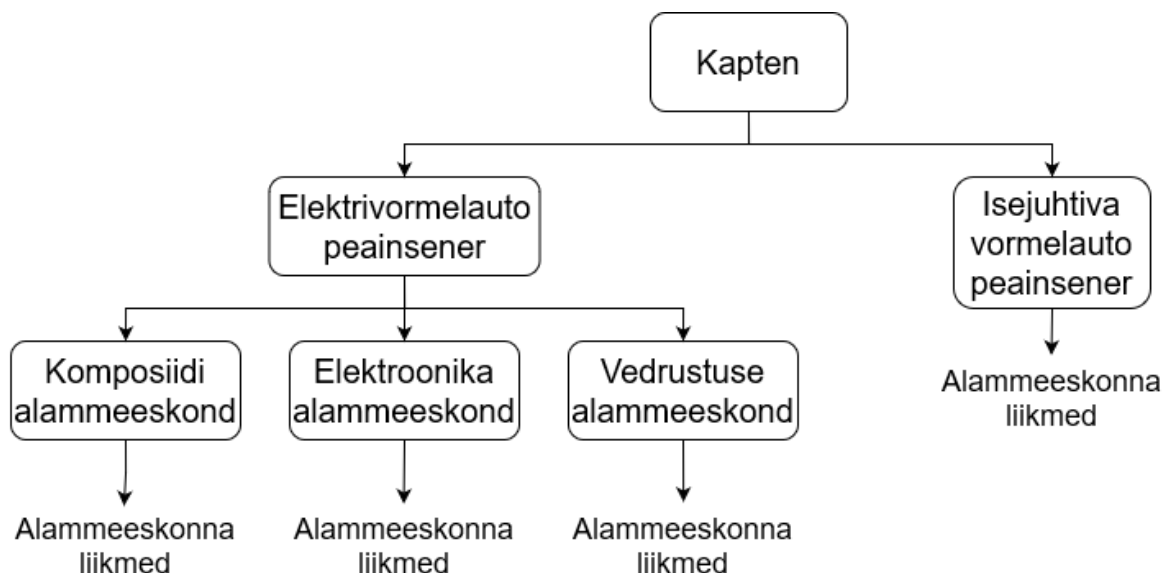 Kapten
Elektrivormelauto
peainsener
Isejuhtiva
vormelauto
peainsener
Komposiidi
alammeeskond
Elektroonika
alammeeskond
Vedrustuse
alammeeskond
Alammeeskonna
liikmed
Alammeeskonna
liikmed
Alammeeskonna
liikmed
Alammeeskonna
liikmed